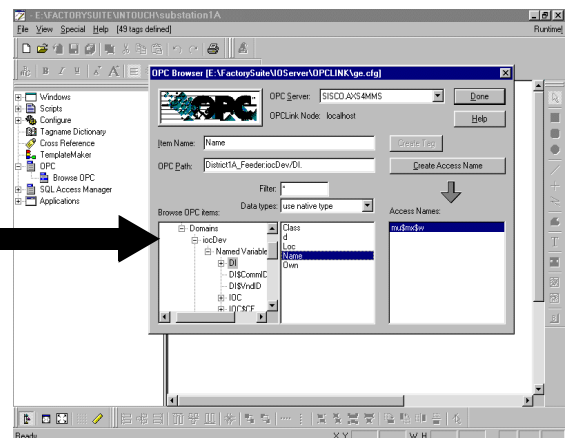 - E:\FACTORYSUITE\INTOUCH\substation1A
File View Special Help [49 tags defined] Runtime!
Windows
Scripts
Configure
Tagname Dictionary
Cross Reference
TemplateMaker
OPC
Browse OPC
SQL Access Manager
Applications
OPC Browser [E:\FactorySuite\IOServer\OPCLINK\ge.cfg]
OPC
OPC Server: SISCO.AXS4MMS Done
OPCLink Node: localhost Help
Item Name: Name Create Tag
OPC Path: District1A_Feeder:iocDev/DI. Create Access Name
Filter: *
Data types: use native type
Browse OPC items: Access Names:
Domains
iocDev
Named Variable
DI
DI$CommID
DI$VndID
IOC
IOC$CF
Class
d
Loc
Name
Own
mu$mx$w
Ready X,Y W,H